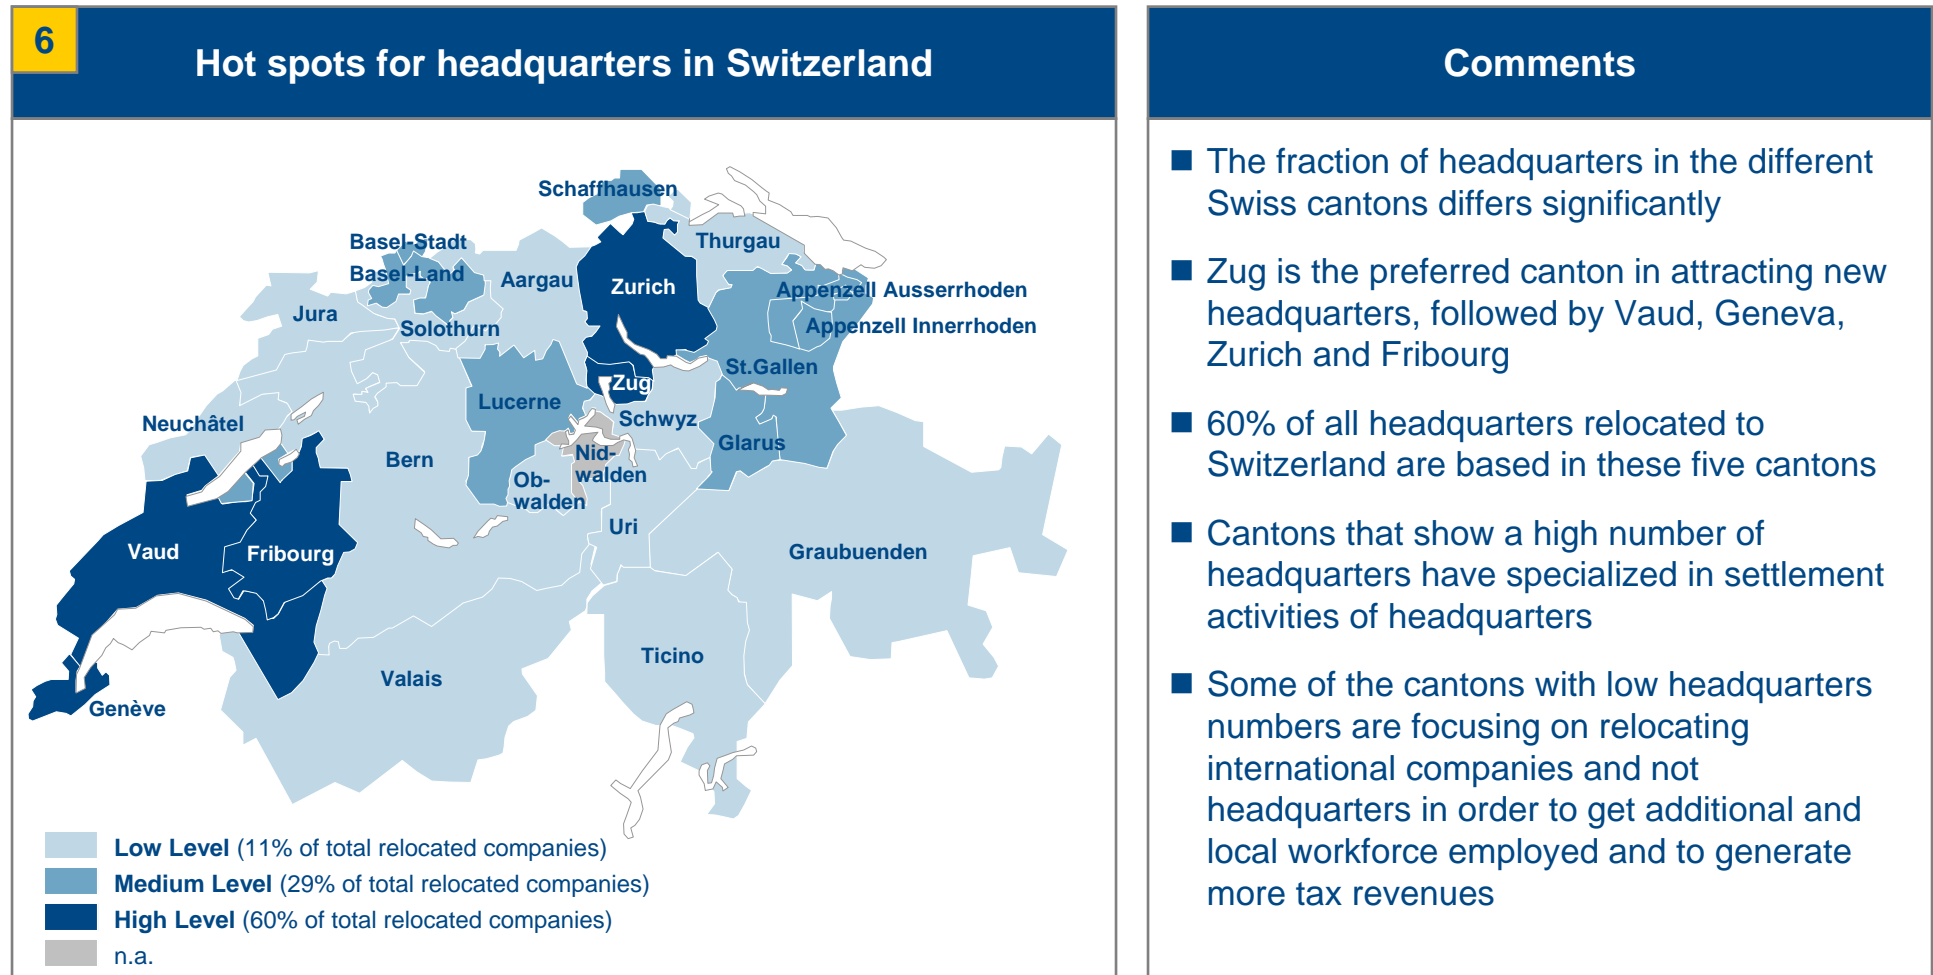 6
Hot spots for headquarters in Switzerland
Schaffhausen
Basel-Stadt
Thurgau
Basel-Land
Aargau
Zurich
Appenzell Ausserrhoden
Jura
Solothurn
Appenzell Innerrhoden
St.Gallen
Zug
Lucerne
Neuchâtel
Schwyz
Glarus
Bern
Nid-
walden
Ob-
walden
Uri
Vaud
Fribourg
Graubuenden
Ticino
Valais
Genève
Low Level (11% of total relocated companies)
Medium Level (29% of total relocated companies)
High Level (60% of total relocated companies)
n.a.
Comments
The fraction of headquarters in the different
Swiss cantons differs significantly
Zug is the preferred canton in attracting new
headquarters, followed by Vaud, Geneva,
Zurich and Fribourg
60% of all headquarters relocated to
Switzerland are based in these five cantons
Cantons that show a high number of
headquarters have specialized in settlement
activities of headquarters
Some of the cantons with low headquarters
numbers are focusing on relocating
international companies and not
headquarters in order to get additional and
local workforce employed and to generate
more tax revenues